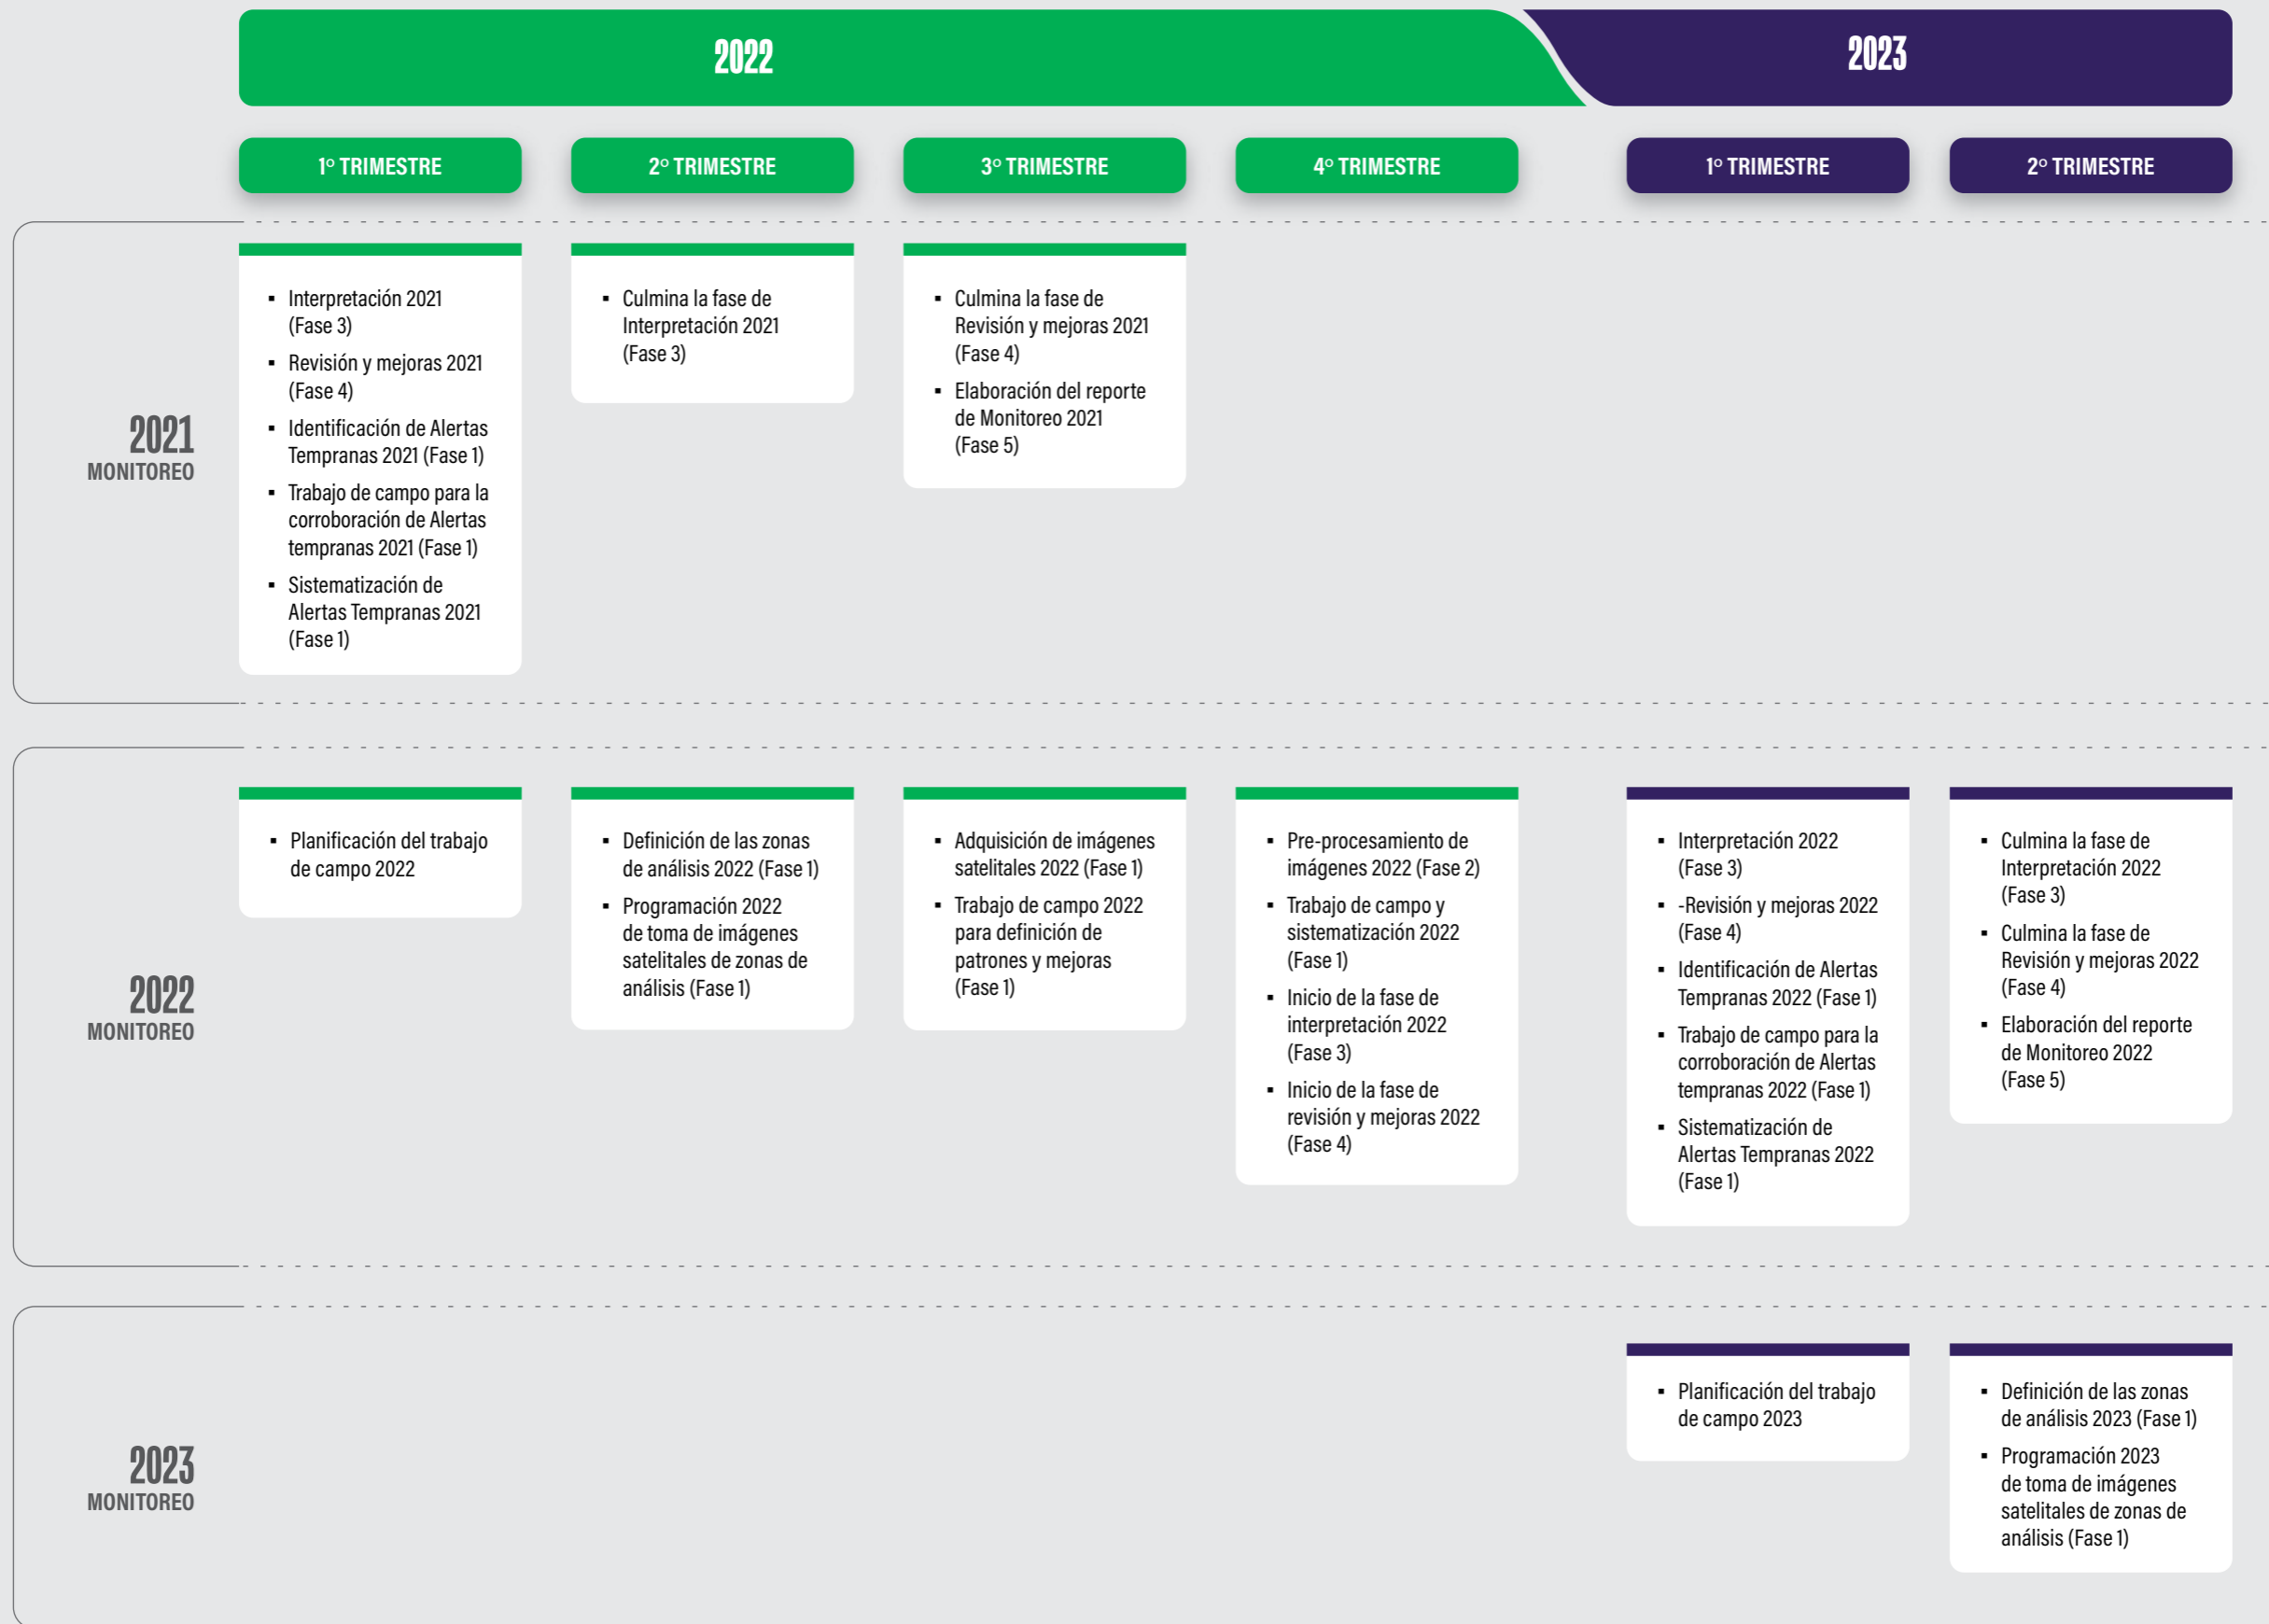 2022
2023
1º TRIMESTRE
2º TRIMESTRE
3º TRIMESTRE
4º TRIMESTRE
1º TRIMESTRE
2º TRIMESTRE
2021
MONITOREO
▪ Interpretación 2021
(Fase 3)
▪ Revisión y mejoras 2021
(Fase 4)
▪ Identificación de Alertas
Tempranas 2021 (Fase 1)
▪ Trabajo de campo para la
corroboración de Alertas
tempranas 2021 (Fase 1)
▪ Sistematización de
Alertas Tempranas 2021
(Fase 1)
▪ Culmina la fase de
Interpretación 2021
(Fase 3)
▪ Culmina la fase de
Revisión y mejoras 2021
(Fase 4)
▪ Elaboración del reporte
de Monitoreo 2021
(Fase 5)
2022
MONITOREO
▪ Planificación del trabajo
de campo 2022
▪ Definición de las zonas
de análisis 2022 (Fase 1)
▪ Programación 2022
de toma de imágenes
satelitales de zonas de
análisis (Fase 1)
▪ Adquisición de imágenes
satelitales 2022 (Fase 1)
▪ Trabajo de campo 2022
para definición de
patrones y mejoras
(Fase 1)
▪ Pre-procesamiento de
imágenes 2022 (Fase 2)
▪ Trabajo de campo y
sistematización 2022
(Fase 1)
▪ Inicio de la fase de
interpretación 2022
(Fase 3)
▪ Inicio de la fase de
revisión y mejoras 2022
(Fase 4)
▪ Interpretación 2022
(Fase 3)
▪ -Revisión y mejoras 2022
(Fase 4)
▪ Identificación de Alertas
Tempranas 2022 (Fase 1)
▪ Trabajo de campo para la
corroboración de Alertas
tempranas 2022 (Fase 1)
▪ Sistematización de
Alertas Tempranas 2022
(Fase 1)
▪ Culmina la fase de
Interpretación 2022
(Fase 3)
▪ Culmina la fase de
Revisión y mejoras 2022
(Fase 4)
▪ Elaboración del reporte
de Monitoreo 2022
(Fase 5)
2023
MONITOREO
▪ Planificación del trabajo
de campo 2023
▪ Definición de las zonas
de análisis 2023 (Fase 1)
▪ Programación 2023
de toma de imágenes
satelitales de zonas de
análisis (Fase 1)